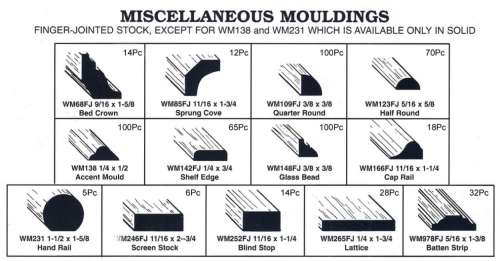 MISCELLANEOUS MOULDINGS
FINGER-JOINTED STOCK, EXCEPT FOR WM138 and WM231 WHICH IS AVAILABLE ONLY IN SOLID
14Pc
WM68FJ 9/16 x 1-5/8
Bed Crown
12Pc
WM85FJ 11/16 x 1-3/4
Sprung Cove
100Pc
WM109FJ 3/8 x 3/8
Quarter Round
70Pc
WM123FJ 5/16 x 5/8
Half Round
100Pc
WM138 1/4 x 1/2
Accent Mould
65Pc
WM142FJ 1/4 x 3/4
Shelf Edge
100Pc
WM148FJ 3/8 x 3/8
Glass Bead
18Pc
WM166FJ 11/16 x 1-1/4
Cap Rail
5Pc
WM231 1-1/2 x 1-5/8
Hand Rail
6Pc
WM246FJ 11/16 x 2--3/4
Screen Stock
14Pc
WM252FJ 11/16 x 1-1/4
Blind Stop
28Pc
WM265FJ 1/4 x 1-3/4
Lattice
32Pc
WM978FJ 5/16 x 1-3/8
Batten Strip